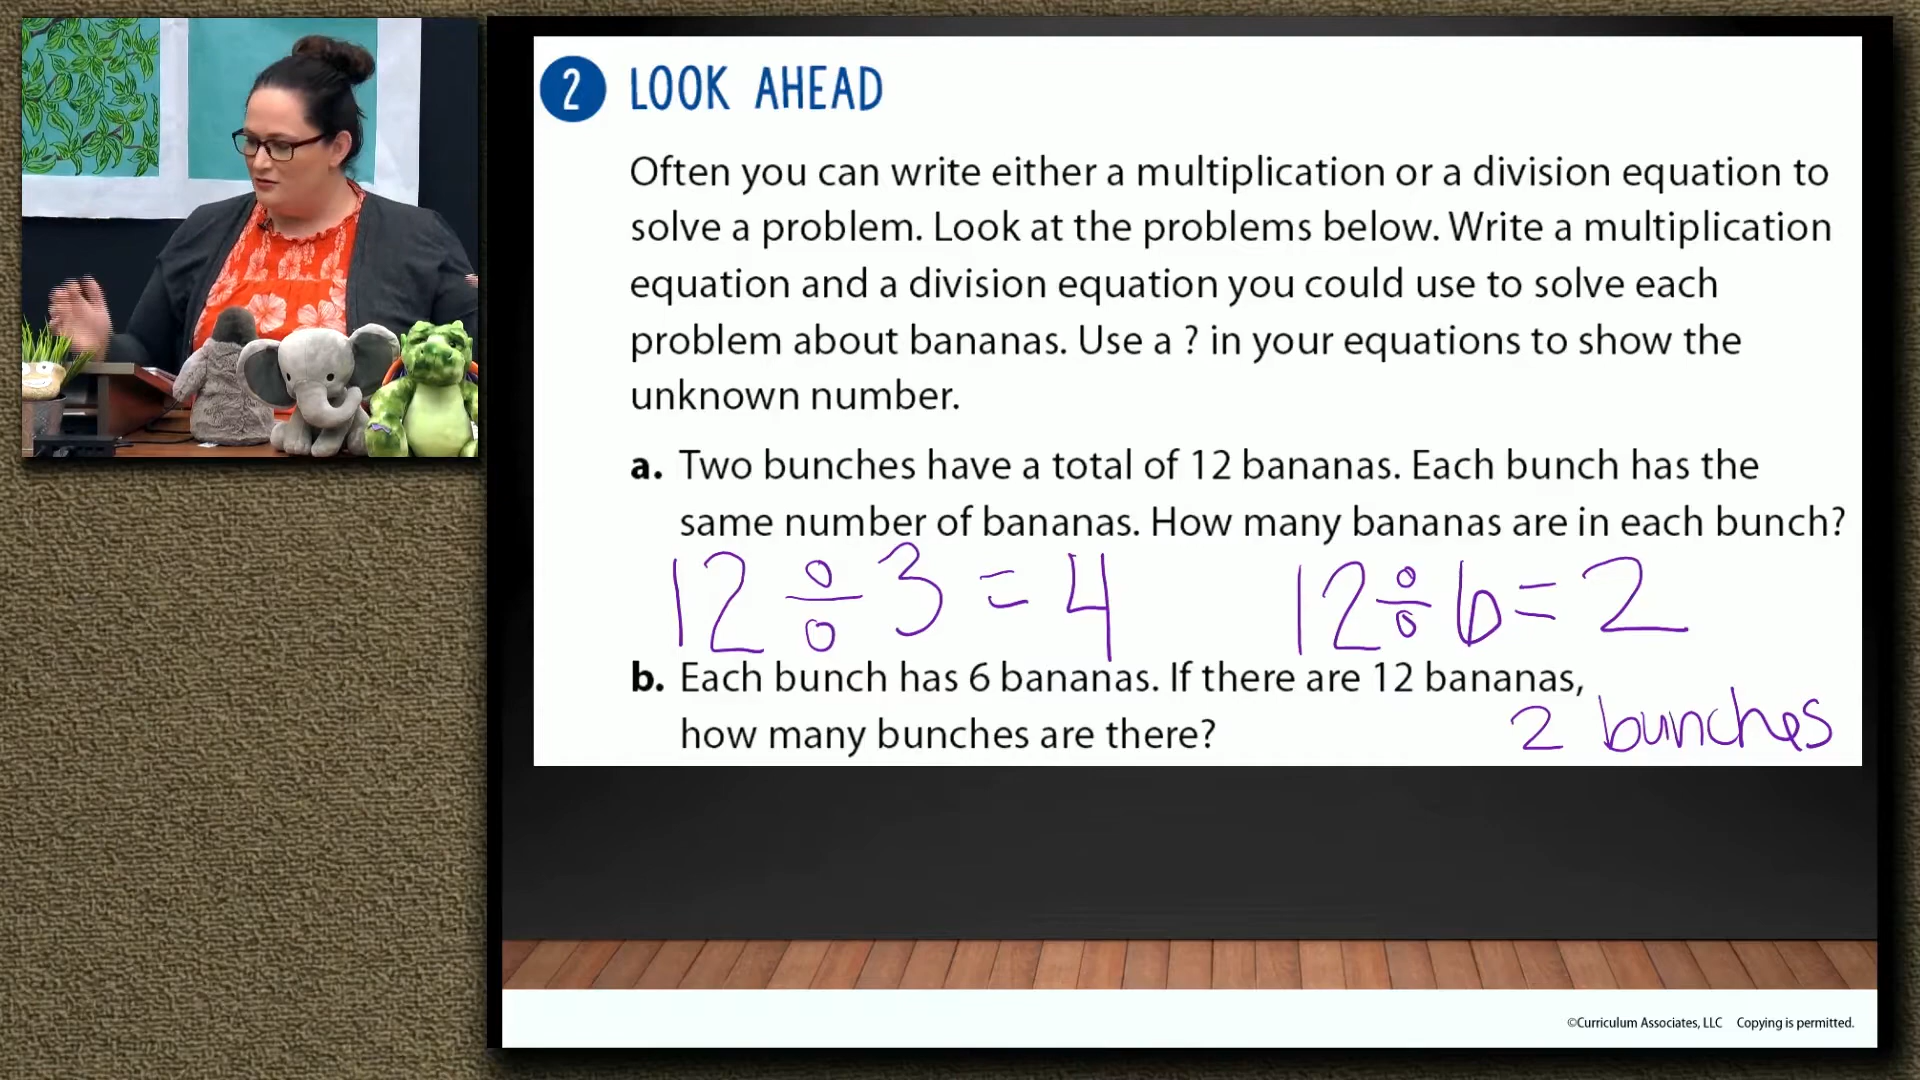 2 LOOK AHEAD
Often you can write either a multiplication or a division equation to
solve a problem. Look at the problems below. Write a multiplication
equation and a division equation you could use to solve each
problem about bananas. Use a ? in your equations to show the
unknown number.
a. Two bunches have a total of 12 bananas. Each bunch has the
same number of bananas. How many bananas are in each bunch?
12 ÷ 3 = 4 12 ÷ 6 = 2
b. Each bunch has 6 bananas. If there are 12 bananas,
how many bunches are there? 2 bunches
©Curriculum Associates, LLC Copying is permitted.